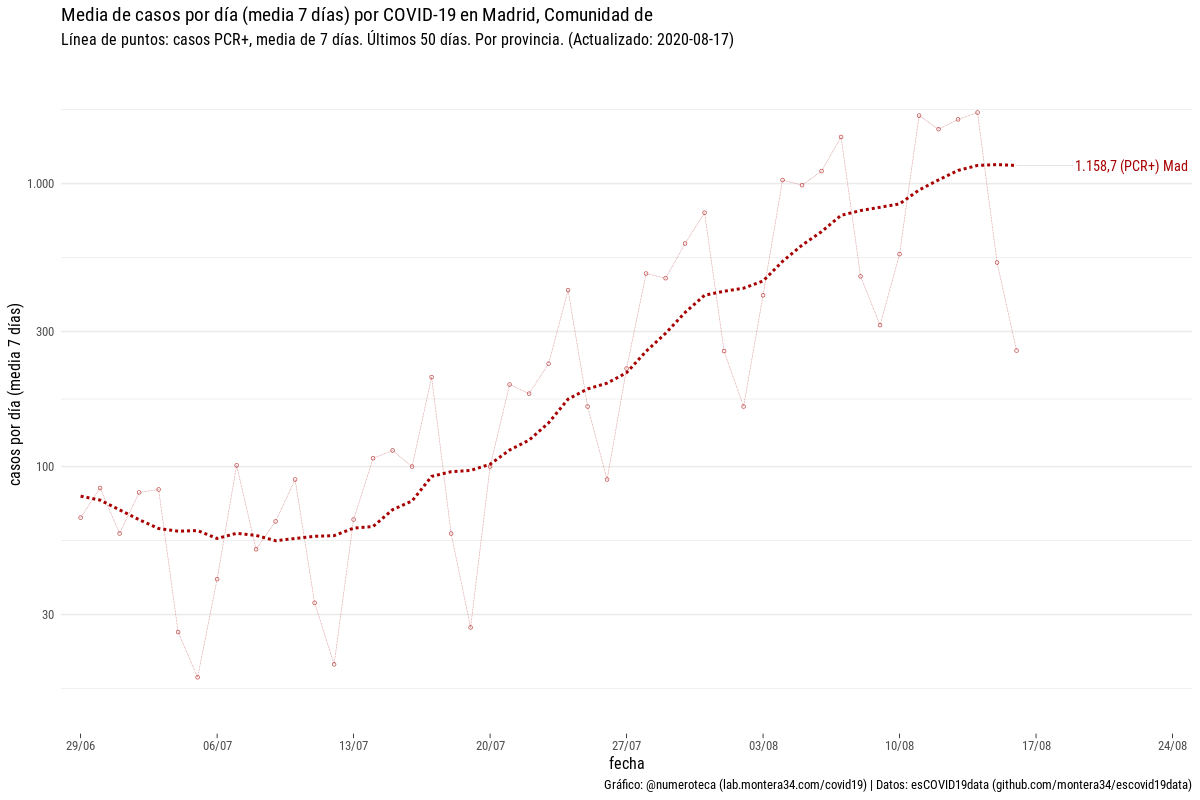 Media de casos por día (media 7 días) por COVID-19 en Madrid, Comunidad de
Línea de puntos: casos PCR+, media de 7 días. Últimos 50 días. Por provincia. (Actualizado: 2020-08-17)
casos por día (media 7 días)
1.000
300
100
30
1.158,7 (PCR+) Mad
29/06
06/07
13/07
20/07
27/07
03/08
10/08
17/08
24/08
fecha
Gráfico: @numeroteca (lab.montera34.com/covid19) | Datos: esCOVID19data (github.com/montera34/escovid19data)